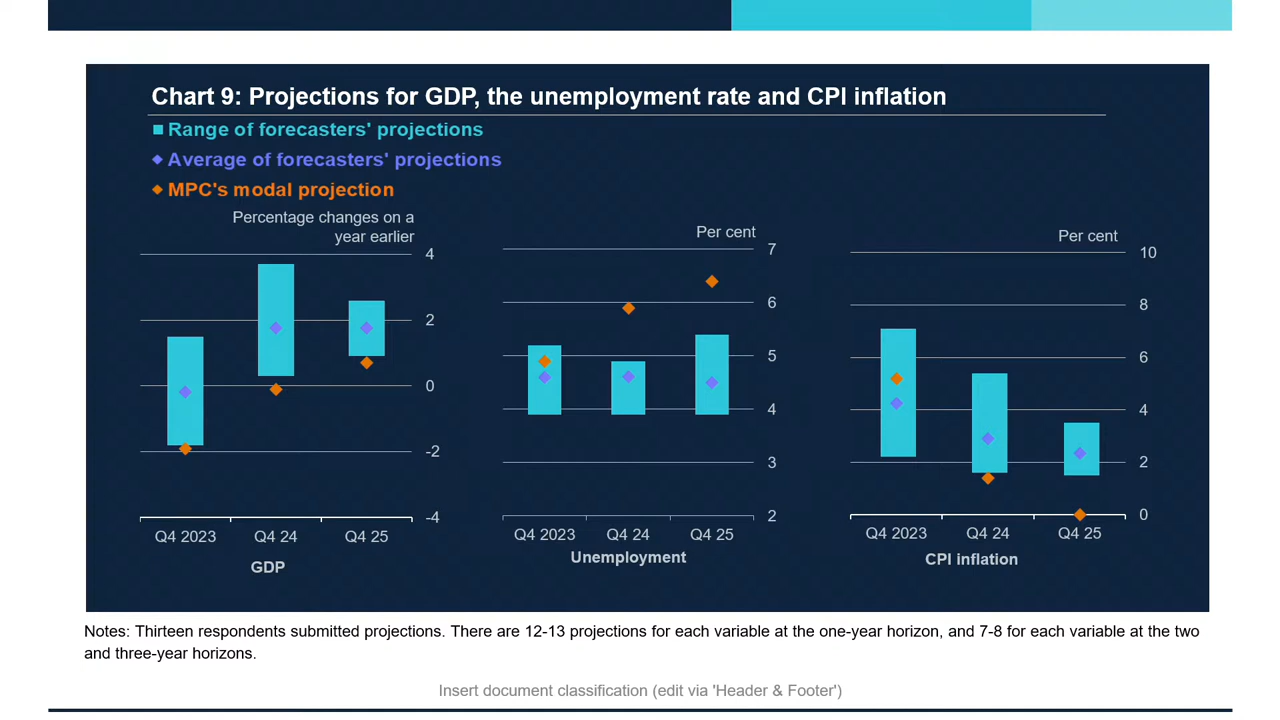 Chart 9: Projections for GDP, the unemployment rate and CPI inflation
Range of forecasters' projections
Average of forecasters' projections
MPC's modal projection
Percentage changes on a
year earlier
4
2
0
-2
-4
Q4 2023 Q4 24 Q4 25
GDP
Per cent
7
6
5
4
3
2
Q4 2023 Q4 24 Q4 25
Unemployment
Per cent
10
8
6
4
2
0
Q4 2023 Q4 24 Q4 25
CPI inflation
Notes: Thirteen respondents submitted projections. There are 12-13 projections for each variable at the one-year horizon, and 7-8 for each variable at the two
and three-year horizons.
Insert document classification (edit via 'Header & Footer')